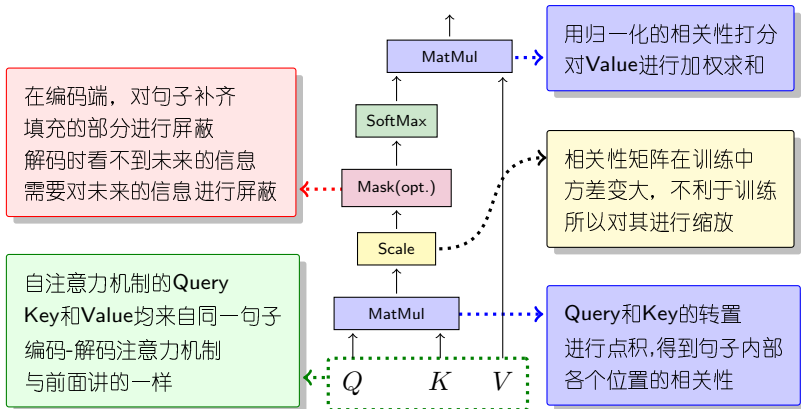 用归一化的相关性打分
对Value进行加权求和
MatMul
在编码端，对句子补齐
填充的部分进行屏蔽
解码时看不到未来的信息
需要对未来的信息进行屏蔽
SoftMax
Mask(opt.)
相关性矩阵在训练中
方差变大，不利于训练
所以对其进行缩放
Scale
自注意力机制的Query
Key和Value均来自同一句子
编码-解码注意力机制
与前面讲的一样
MatMul
Query和Key的转置
进行点积,得到句子内部
各个位置的相关性
Q K V